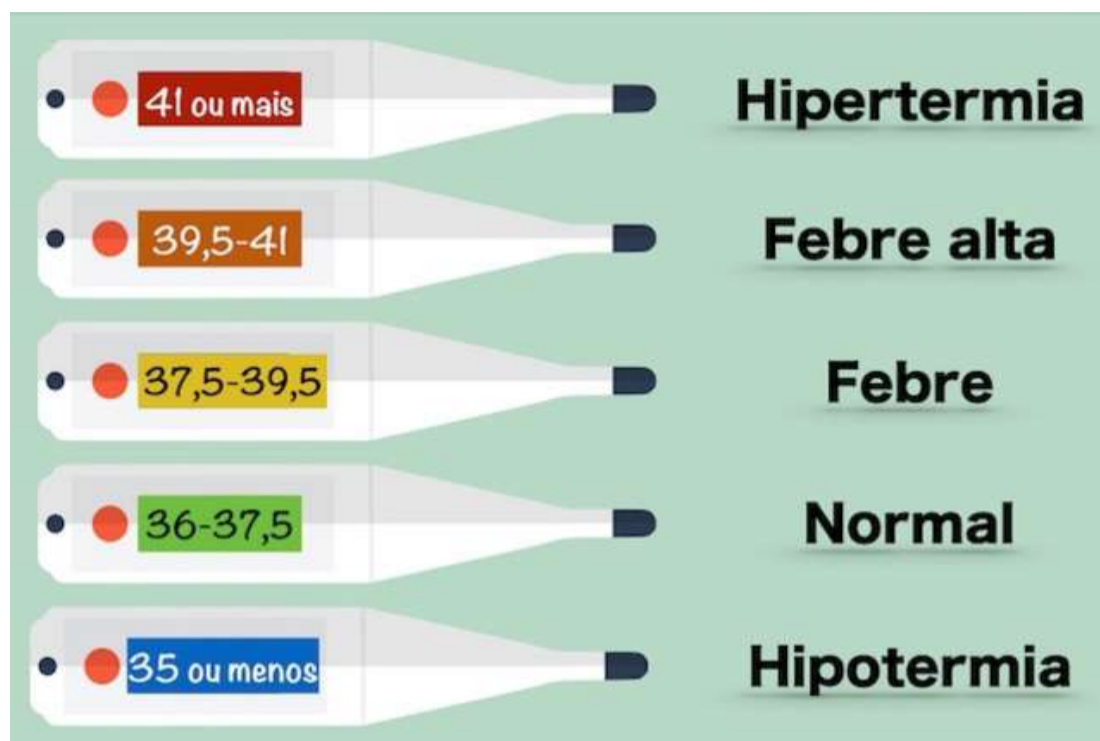 41 ou mais Hipertermia
39,5-41 Febre alta
37,5-39,5 Febre
36-37,5 Normal
35 ou menos Hipotermia